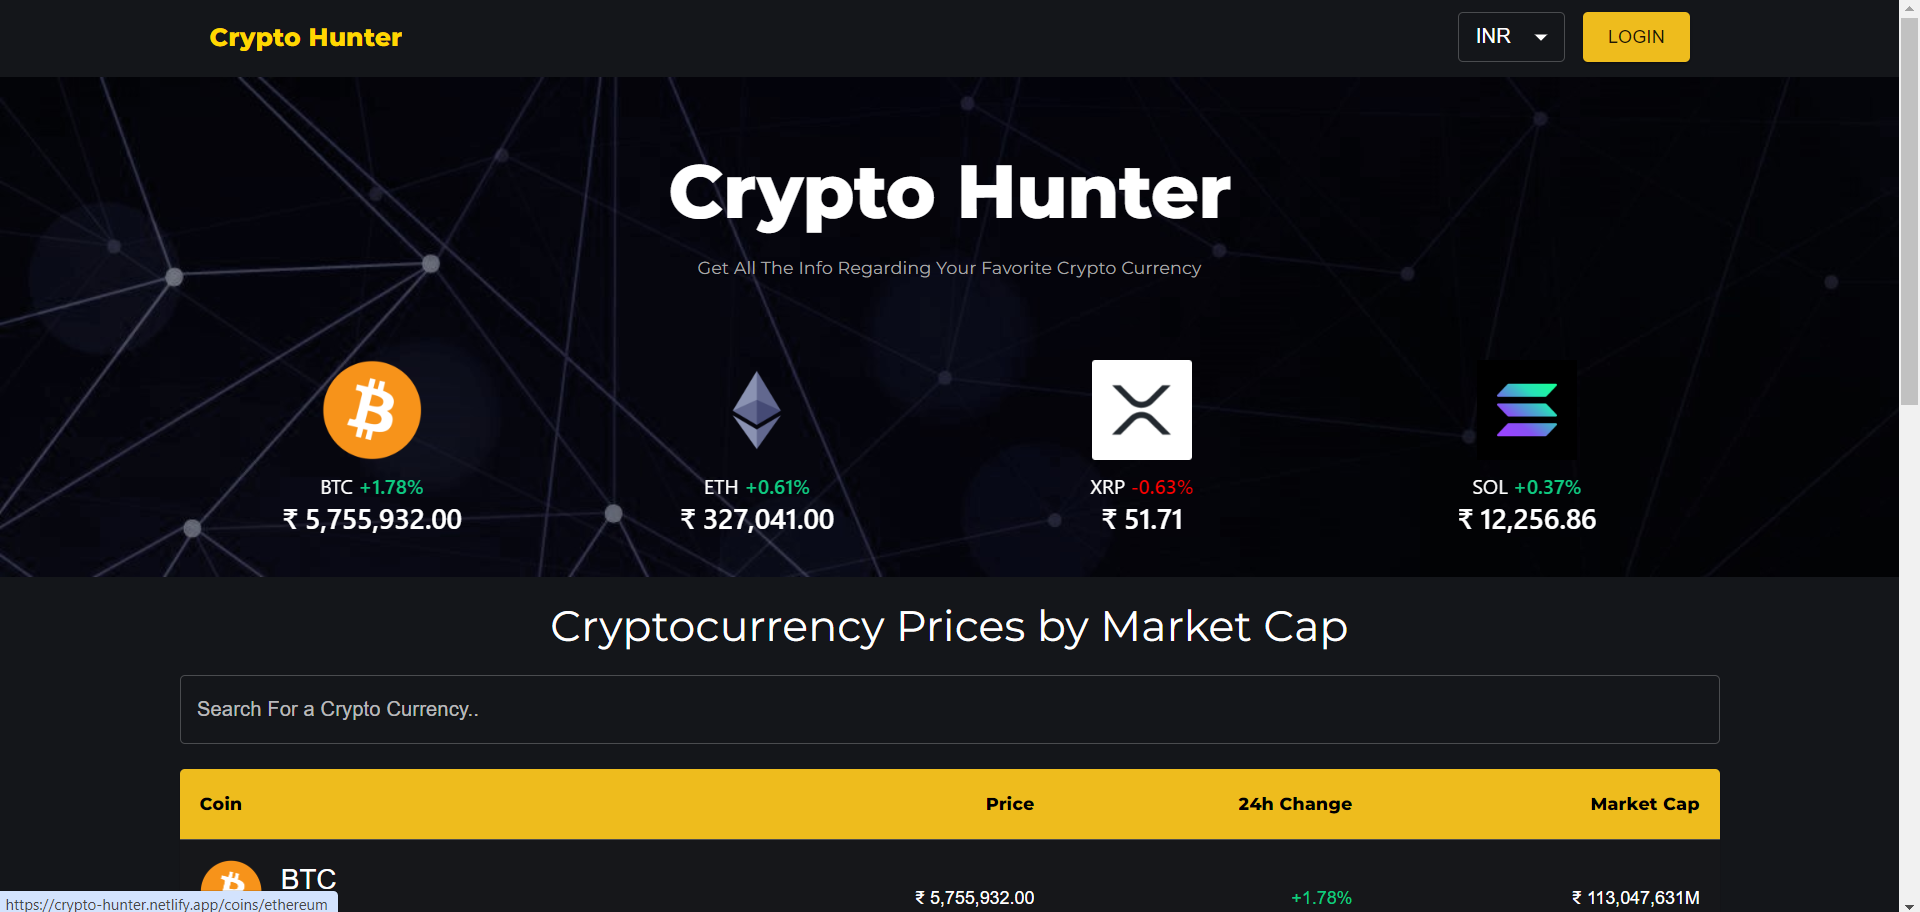 Crypto Hunter
INR
LOGIN
Crypto Hunter
Get All The Info Regarding Your Favorite Crypto Currency
BTC +1.78%
₹ 5,755,932.00
ETH +0.61%
₹ 327,041.00
XRP -0.63%
₹ 51.71
SOL +0.37%
₹ 12,256.86
Cryptocurrency Prices by Market Cap
Search For a Crypto Currency..
Coin Price 24h Change Market Cap
BTC
₹ 5,755,932.00 +1.78% ₹ 113,047,631M
https://crypto-hunter.netlify.app/coins/ethereum